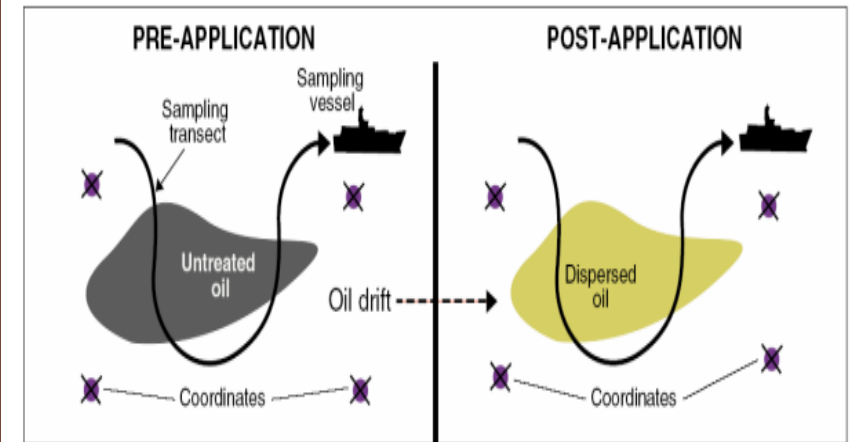 PRE-APPLICATION
POST-APPLICATION
Sampling
vessel
Sampling
transect
Untreated
oil
Oil drift
Dispersed
oil
Coordinates
Coordinates